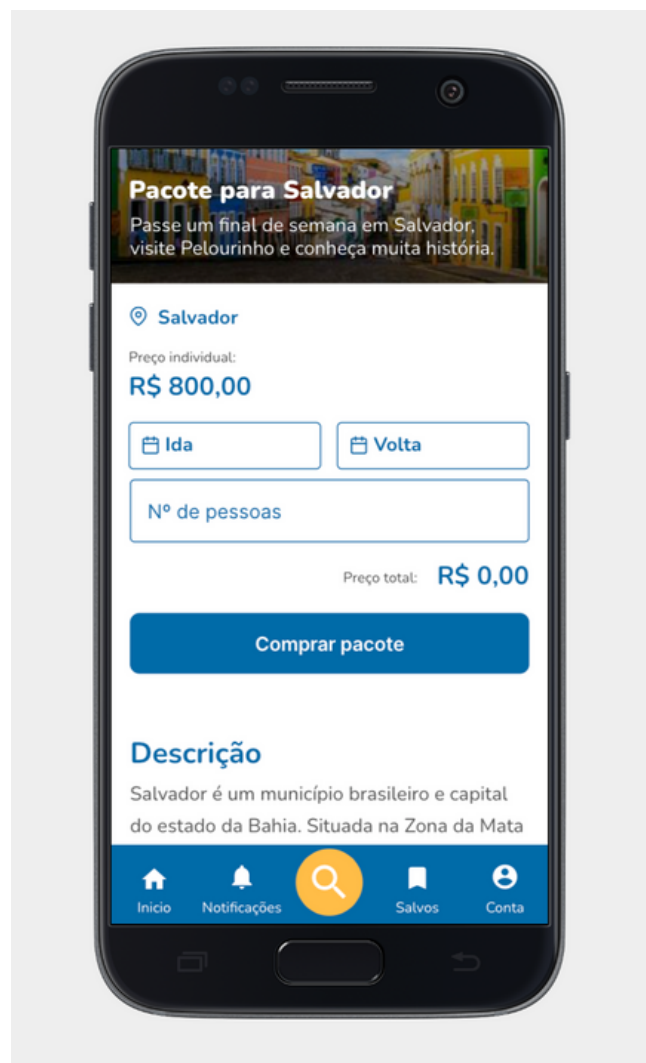 Pacote para Salvador
Passe um final de semana em Salvador,
visite Pelourinho e conheça muita história.
Salvador
Preço individual:
R$ 800,00
Ida
Volta
Nº de pessoas
Preço total: R$ 0,00
Comprar pacote
Descrição
Salvador é um município brasileiro e capital
do estado da Bahia. Situada na Zona da Mata
Inicio Notificações Salvos Conta